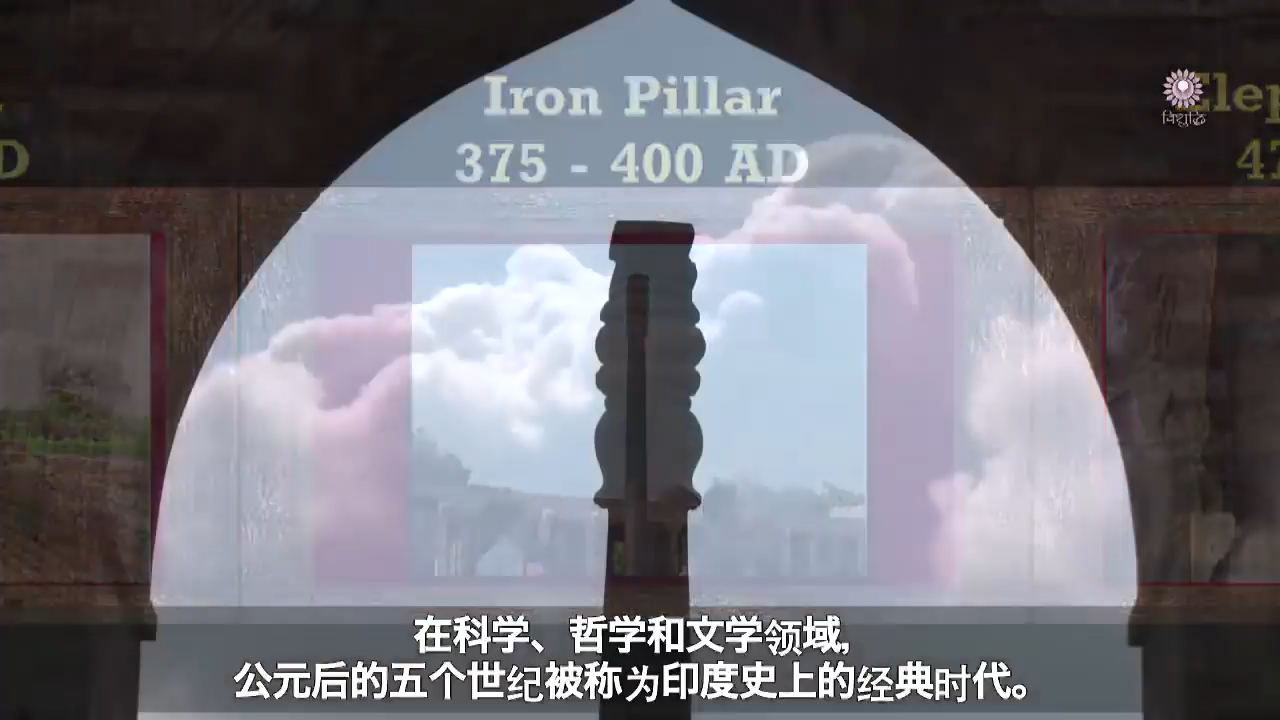 Iron Pillar
375 - 400 AD
विशुद्धि
在科学、哲学和文学领域,
公元后的五个世纪被称为印度史上的经典时代。